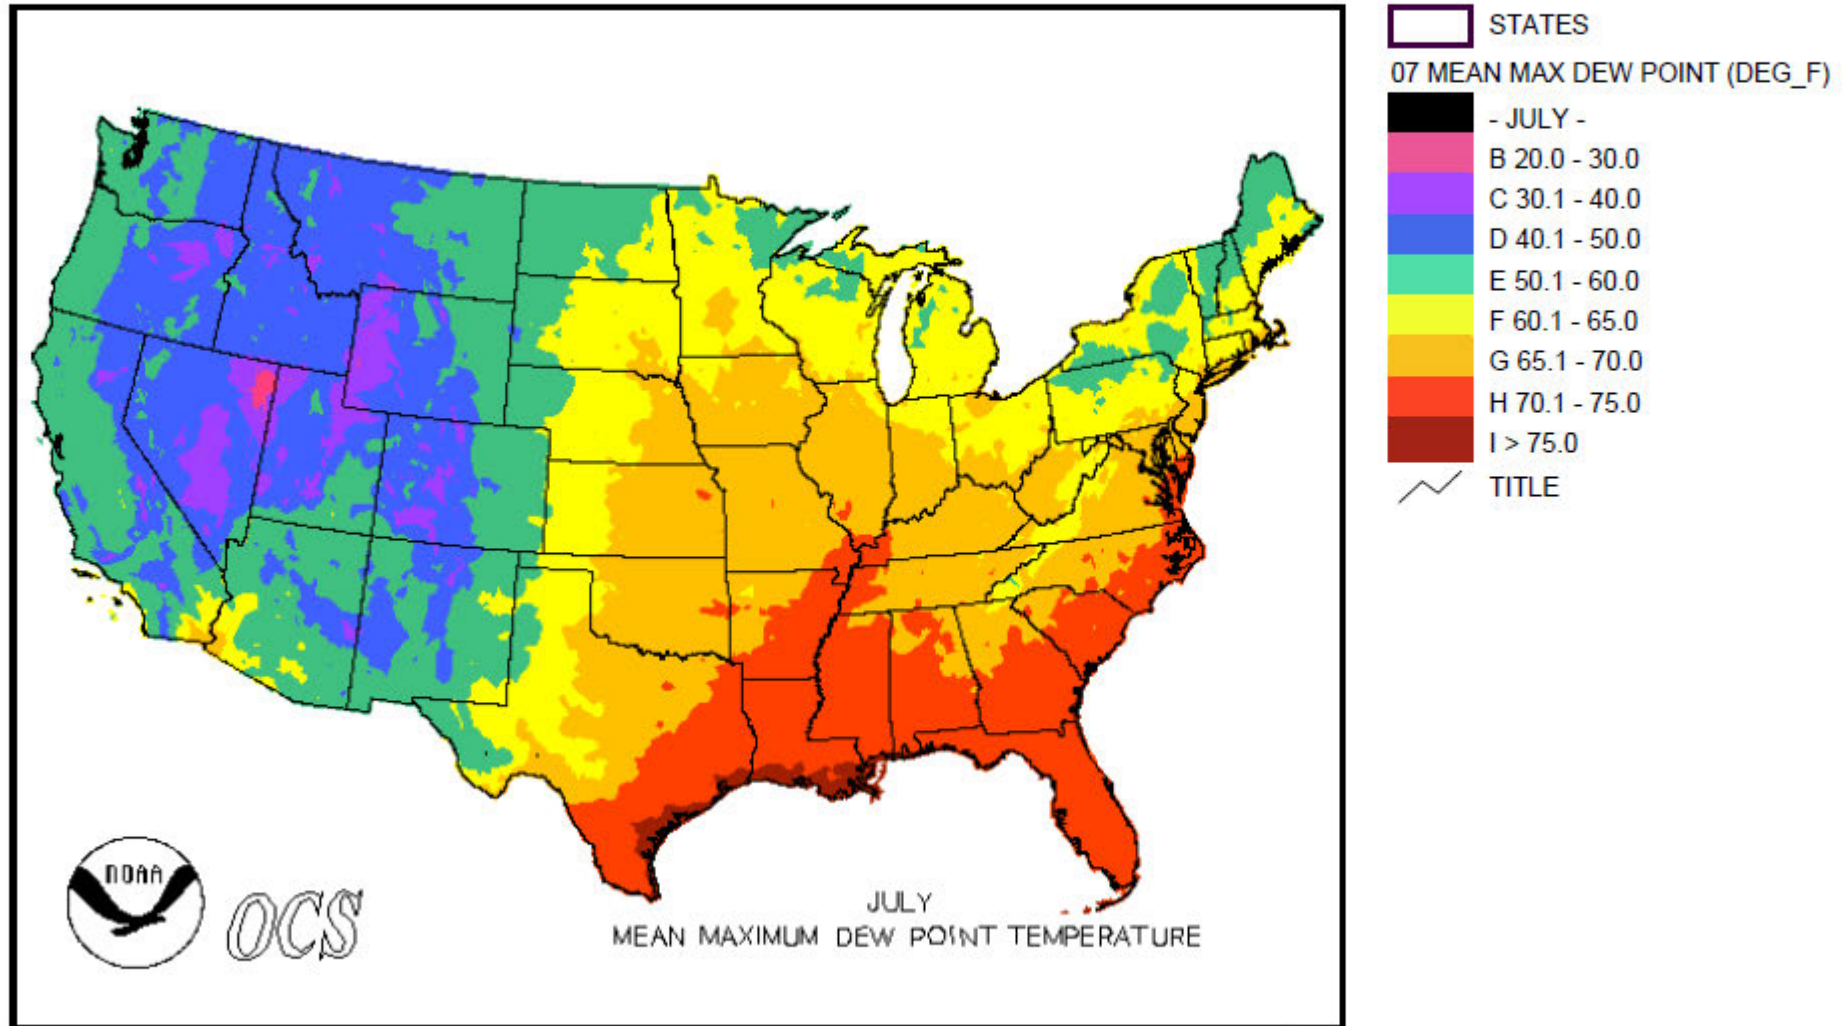 STATES
07 MEAN MAX DEW POINT (DEG_F)
- JULY -
B 20.0 - 30.0
C 30.1 - 40.0
D 40.1 - 50.0
E 50.1 - 60.0
F 60.1 - 65.0
G 65.1 - 70.0
H 70.1 - 75.0
I > 75.0
TITLE
NOAA
OCS
JULY
MEAN MAXIMUM DEW POINT TEMPERATURE